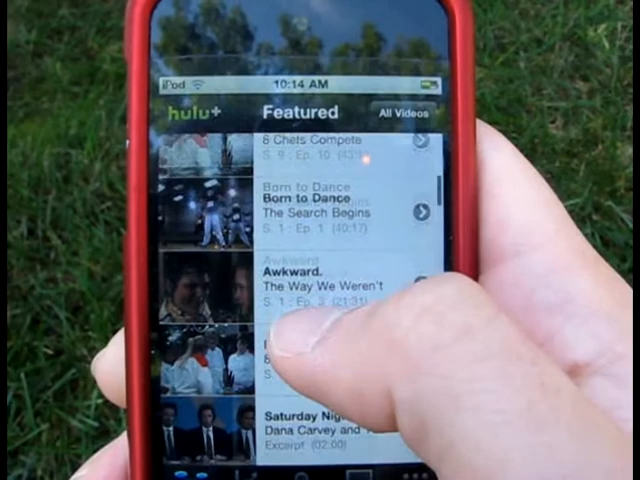 iPod 10:14 AM
hulu+ Featured All Videos
8 Chefs Compete
S. 9 : Ep. 10 (43:
Born to Dance
Born to Dance
The Search Begins
S. 1 : Ep. 1 (40:17)
Awkward
Awkward.
The Way We Weren't
S. 1 : Ep. 3 (21:31)
8
S
Saturday Nig
Dana Carvey and
Excerpt (02:00)